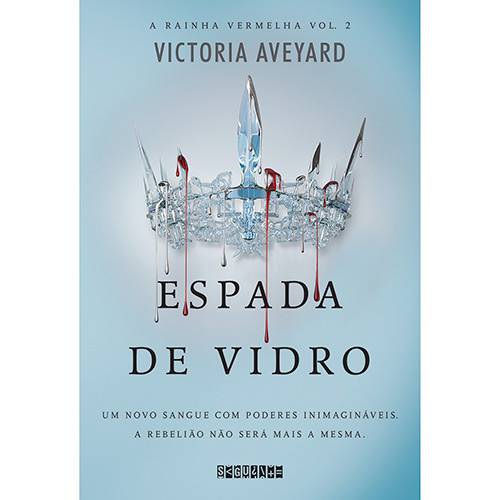 A RAINHA VERMELHA VOL. 2
VICTORIA AVEYARD
ESPADA
DE VIDRO
UM NOVO SANGUE COM PODERES INIMAGINÁVEIS.
A REBELIÃO NÃO SERÁ MAIS A MESMA.
SEGUINTE